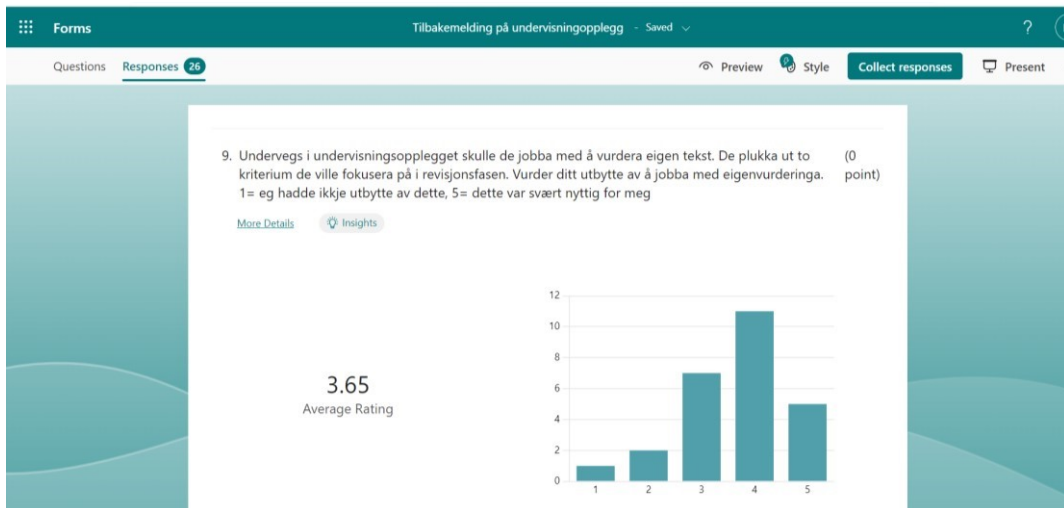 Forms
Tilbakemelding på undervisningopplegg - Saved
?
Questions Responses 26
Preview Style Collect responses Present
9. Undervegs i undervisningsopplegget skulle de jobba med å vurdera eigen tekst. De plukka ut to (0
kriterium de ville fokusera på i revisjonsfasen. Vurder ditt utbytte av å jobba med eigenvurderinga. point)
1= eg hadde ikkje utbytte av dette, 5= dette var svært nyttig for meg
More Details Insights
12
10
8
6
4
2
0
3.65
Average Rating
1 2 3 4 5